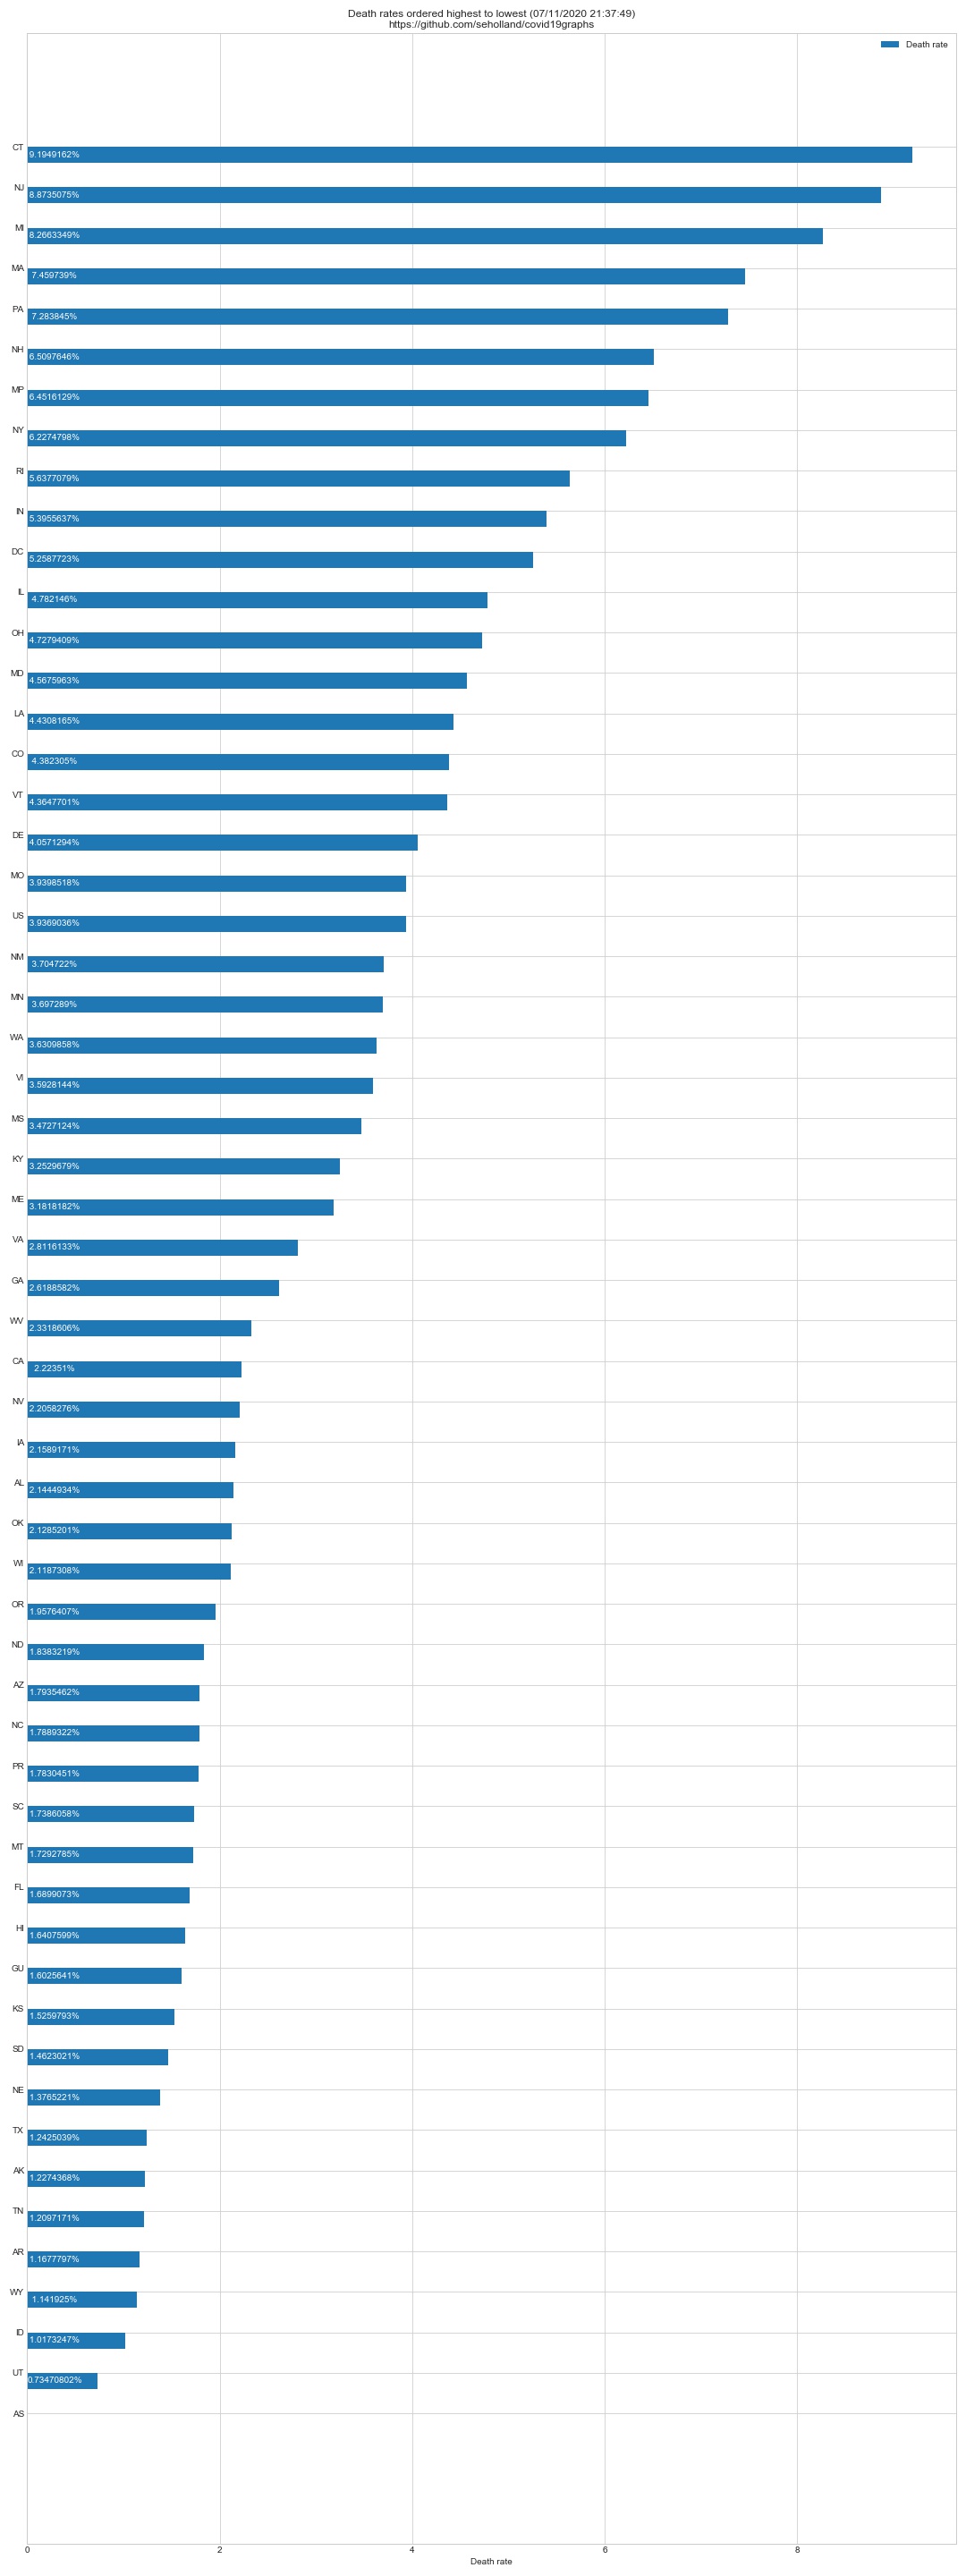 Death rates ordered highest to lowest (07/11/2020 21:37:49)
https://github.com/seholland/covid19graphs
Death rate
CT 9.1949162%
NJ 8.8735075%
MI 8.2663349%
MA 7.459739%
PA 7.283845%
NH 6.5097646%
MP 6.4516129%
NY 6.2274798%
RI 5.6377079%
IN 5.3955637%
DC 5.2587723%
IL 4.782146%
OH 4.7279409%
MD 4.5675963%
LA 4.4308165%
CO 4.382305%
VT 4.3647701%
DE 4.0571294%
MO 3.9398518%
US 3.9369036%
NM 3.704722%
MN 3.697289%
WA 3.6309858%
VI 3.5928144%
MS 3.4727124%
KY 3.2529679%
ME 3.1818182%
VA 2.8116133%
GA 2.6188582%
WV 2.3318606%
CA 2.22351%
NV 2.2058276%
IA 2.1589171%
AL 2.1444934%
OK 2.1285201%
WI 2.1187308%
OR 1.9576407%
ND 1.8383219%
AZ 1.7935462%
NC 1.7889322%
PR 1.7830451%
SC 1.7386058%
MT 1.7292785%
FL 1.6899073%
HI 1.6407599%
GU 1.6025641%
KS 1.5259793%
SD 1.4623021%
NE 1.3765221%
TX 1.2425039%
AK 1.2274368%
TN 1.2097171%
AR 1.1677797%
WY 1.141925%
ID 1.0173247%
UT 0.73470802%
AS
0 2 4 6 8
Death rate